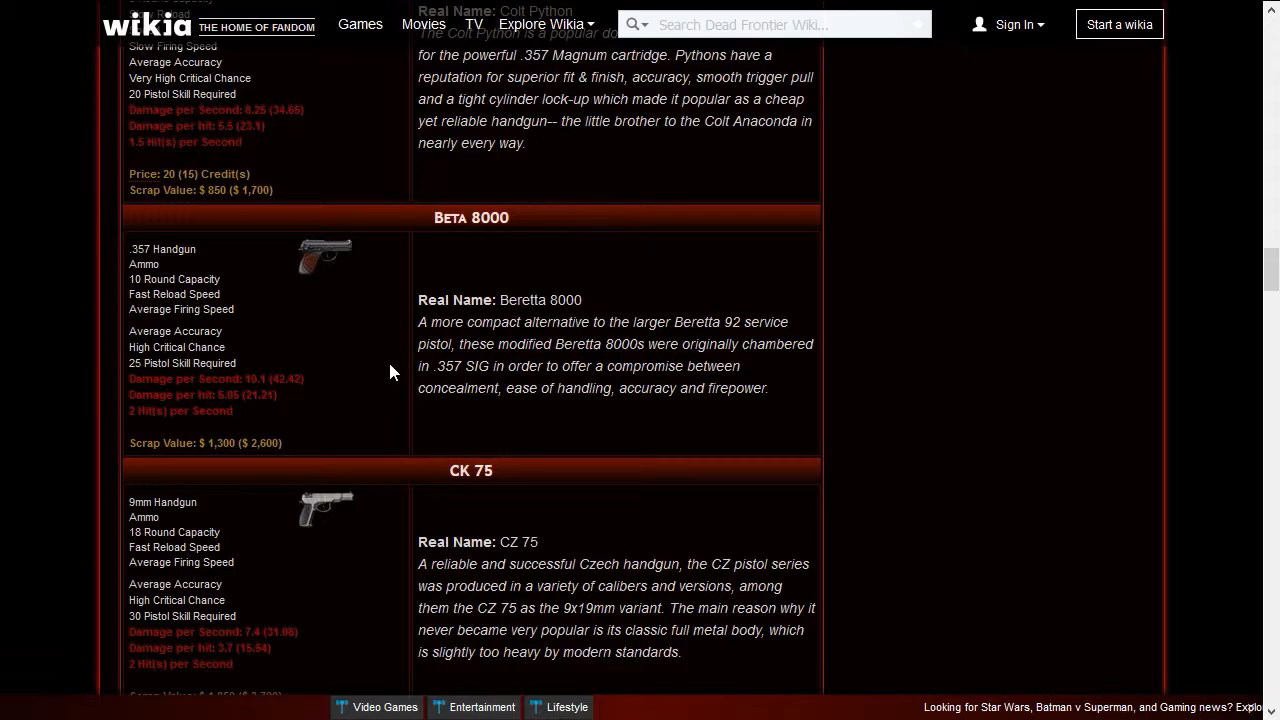 wikia THE HOME OF FANDOM Games Movies TV Explore Wikia Search Dead Frontier Wiki... Sign In Start a wikia
Slow Firing Speed
Average Accuracy
Very High Critical Chance
20 Pistol Skill Required
Damage per Second: 8.25 (34.65)
Damage per hit: 5.5 (23.1)
1.5 Hit(s) per Second
Price: 20 (15) Credit(s)
Scrap Value: $ 850 ($ 1,700)
Real Name: Colt Python
The Colt Python is a popular do
for the powerful .357 Magnum cartridge. Pythons have a
reputation for superior fit & finish, accuracy, smooth trigger pull
and a tight cylinder lock-up which made it popular as a cheap
yet reliable handgun-- the little brother to the Colt Anaconda in
nearly every way.
Beta 8000
.357 Handgun
Ammo
10 Round Capacity
Fast Reload Speed
Average Firing Speed
Average Accuracy
High Critical Chance
25 Pistol Skill Required
Damage per Second: 10.1 (42.42)
Damage per hit: 5.05 (21.21)
2 Hit(s) per Second
Scrap Value: $ 1,300 ($ 2,600)
Real Name: Beretta 8000
A more compact alternative to the larger Beretta 92 service
pistol, these modified Beretta 8000s were originally chambered
in .357 SIG in order to offer a compromise between
concealment, ease of handling, accuracy and firepower.
CK 75
9mm Handgun
Ammo
18 Round Capacity
Fast Reload Speed
Average Firing Speed
Average Accuracy
High Critical Chance
30 Pistol Skill Required
Damage per Second: 7.4 (31.08)
Damage per hit: 3.7 (15.54)
2 Hit(s) per Second
Real Name: CZ 75
A reliable and successful Czech handgun, the CZ pistol series
was produced in a variety of calibers and versions, among
them the CZ 75 as the 9x19mm variant. The main reason why it
never became very popular is its classic full metal body, which
is slightly too heavy by modern standards.
Video Games Entertainment Lifestyle Looking for Star Wars, Batman v Superman, and Gaming news? Explo